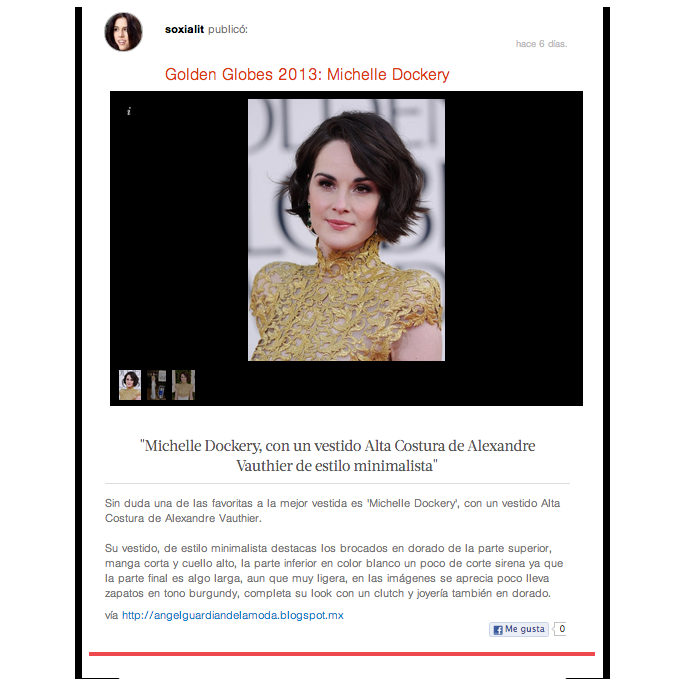 soxialit publicó:
hace 6 días.
Golden Globes 2013: Michelle Dockery
i
"Michelle Dockery, con un vestido Alta Costura de Alexandre
Vauthier de estilo minimalista"
Sin duda una de las favoritas a la mejor vestida es 'Michelle Dockery', con un vestido Alta
Costura de Alexandre Vauthier.
Su vestido, de estilo minimalista destacas los brocados en dorado de la parte superior,
manga corta y cuello alto, la parte inferior en color blanco un poco de corte sirena ya que
la parte final es algo larga, aun que muy ligera, en las imágenes se aprecia poco lleva
zapatos en tono burgundy, completa su look con un clutch y joyería también en dorado.
vía http://angelguardiandelamoda.blogspot.mx
Me gusta 0